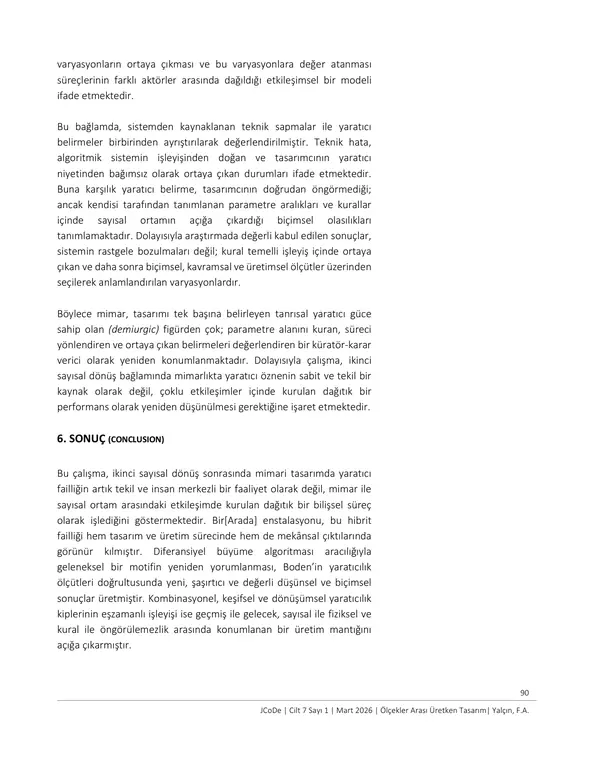 varyasyonların ortaya çıkması ve bu varyasyonlara değer atanması
süreçlerinin farklı aktörler arasında dağıldığı etkileşimsel bir modeli
ifade etmektedir.
Bu bağlamda, sistemden kaynaklanan teknik sapmalar ile yaratıcı
belirmeler birbirinden ayrıştırılarak değerlendirilmiştir. Teknik hata,
algoritmik sistemin işleyişinden doğan ve tasarımcının yaratıcı
niyetinden bağımsız olarak ortaya çıkan durumları ifade etmektedir.
Buna karşılık yaratıcı belirme, tasarımcının doğrudan öngörmediği;
ancak kendisi tarafından tanımlanan parametre aralıkları ve kurallar
içinde sayısal ortamın açığa çıkardığı biçimsel olasılıkları
tanımlamaktadır. Dolayısıyla araştırmada değerli kabul edilen sonuçlar,
sistemin rastgele bozulmaları değil; kural temelli işleyiş içinde ortaya
çıkan ve daha sonra biçimsel, kavramsal ve üretimsel ölçütler üzerinden
seçilerek anlamlandırılan varyasyonlardır.
Böylece mimar, tasarımı tek başına belirleyen tanrısal yaratıcı güce
sahip olan (demiurgic) figürden çok; parametre alanını kuran, süreci
yönlendiren ve ortaya çıkan belirmeleri değerlendiren bir küratör-karar
verici olarak yeniden konumlanmaktadır. Dolayısıyla çalışma, ikinci
sayısal dönüş bağlamında mimarlıkta yaratıcı öznenin sabit ve tekil bir
kaynak olarak değil, çoklu etkileşimler içinde kurulan dağıtık bir
performans olarak yeniden düşünülmesi gerektiğine işaret etmektedir.
6. SONUÇ (CONCLUSION)
Bu çalışma, ikinci sayısal dönüş sonrasında mimari tasarımda yaratıcı
failliğin artık tekil ve insan merkezli bir faaliyet olarak değil, mimar ile
sayısal ortam arasındaki etkileşimde kurulan dağıtık bir bilişsel süreç
olarak işlediğini göstermektedir. Bir[Arada] enstalasyonu, bu hibrit
failliği hem tasarım ve üretim sürecinde hem de mekânsal çıktılarında
görünür kılmıştır. Diferansiyel büyüme algoritması aracılığıyla
geleneksel bir motifin yeniden yorumlanması, Boden’in yaratıcılık
ölçütleri doğrultusunda yeni, şaşırtıcı ve değerli düşünsel ve biçimsel
sonuçlar üretmiştir. Kombinasyonel, keşifsel ve dönüşümsel yaratıcılık
kiplerinin eşzamanlı işleyişi ise geçmiş ile gelecek, sayısal ile fiziksel ve
kural ile öngörülemezlik arasında konumlanan bir üretim mantığını
açığa çıkarmıştır.
90
JCoDe | Cilt 7 Sayı 1 | Mart 2026 | Ölçekler Arası Üretken Tasarım| Yalçın, F.A.